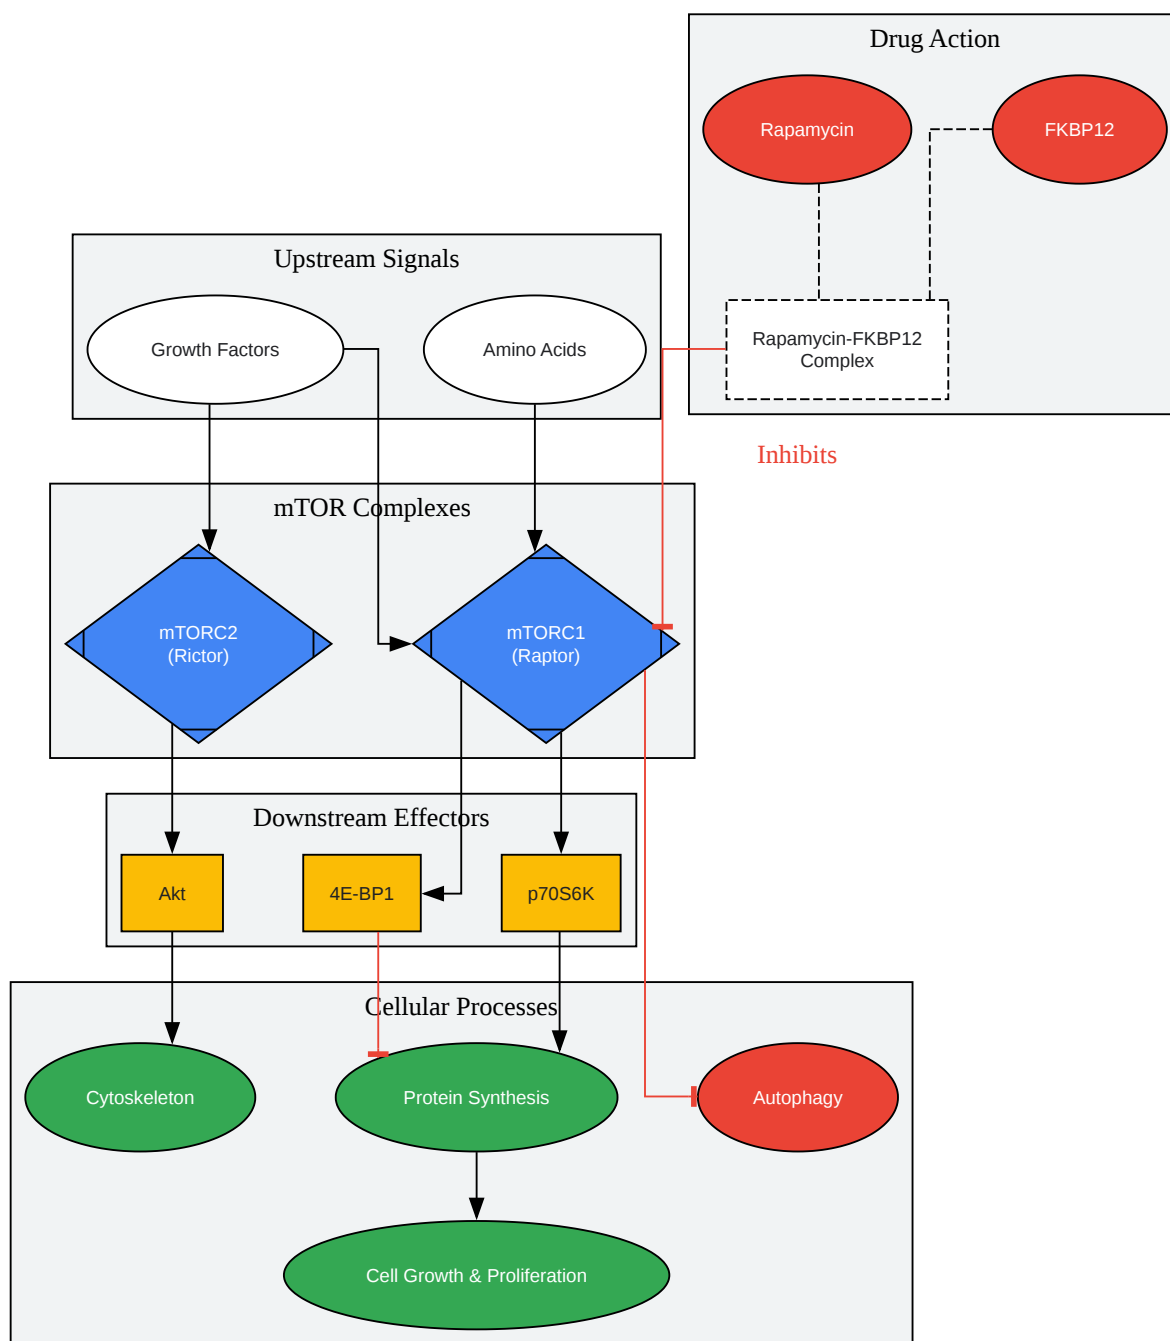 Drug Action
Rapamycin
FKBP12
Upstream Signals
Growth Factors
Amino Acids
Rapamycin-FKBP12
Complex
Inhibits
mTOR Complexes
mTORC2
(Rictor)
mTORC1
(Raptor)
Downstream Effectors
Akt
4E-BP1
p70S6K
Cellular Processes
Cytoskeleton
Protein Synthesis
Autophagy
Cell Growth & Proliferation